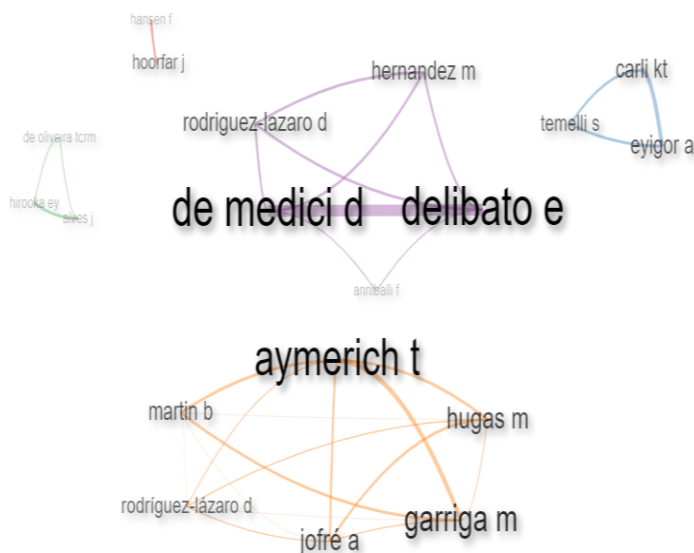 hansen f
hoorfar j
hernandez m
carli kt
rodriguez-lazaro d
temelli s
de oliveira tcrm
eyigor a
hirooka ey
alves j
de medici d
delibato e
anniballi f
aymerich t
martin b
hugas m
rodríguez-lázaro d
garriga m
jofré a